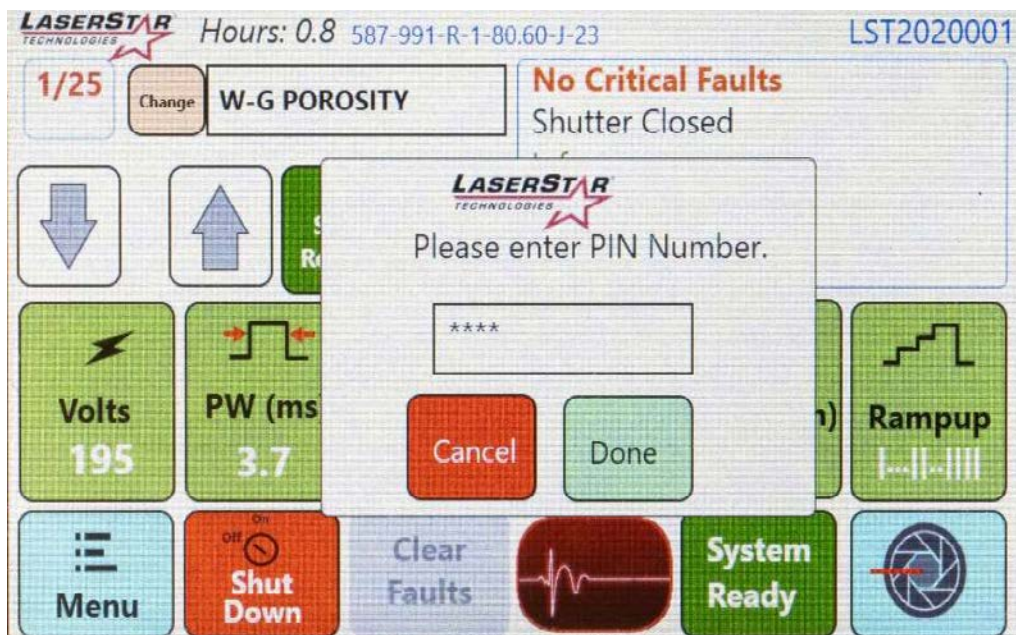 LASERSTAR
TECHNOLOGIES
Hours: 0.8
587-991-R-1-80.60-J-23
LST2020001
1/25
Change
W-G POROSITY
No Critical Faults
Shutter Closed
LASERSTAR
TECHNOLOGIES
Please enter PIN Number.
****
Cancel
Done
Volts
195
PW (ms
3.7
Rampup
Menu
Off
On
Shut
Down
Clear
Faults
System
Ready